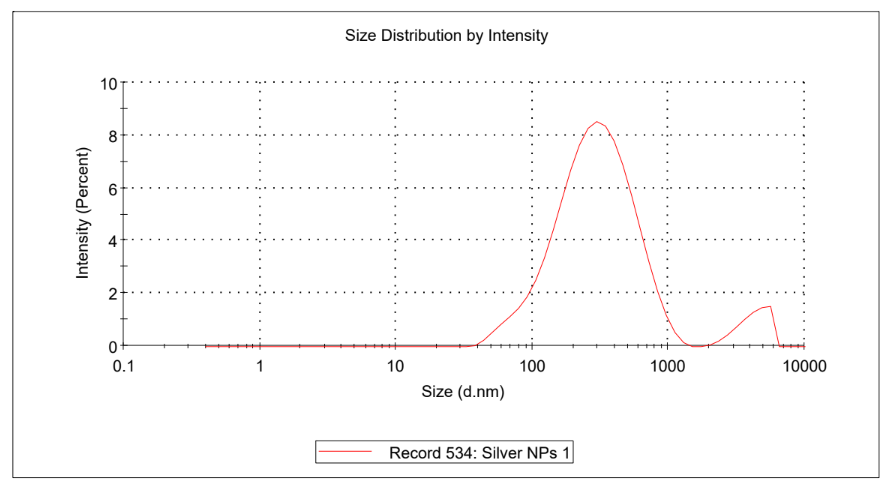 Size Distribution by Intensity
Intensity (Percent)
10
8
6
4
2
0
0.1 1 10 100 1000 10000
Size (d.nm)
Record 534: Silver NPs 1